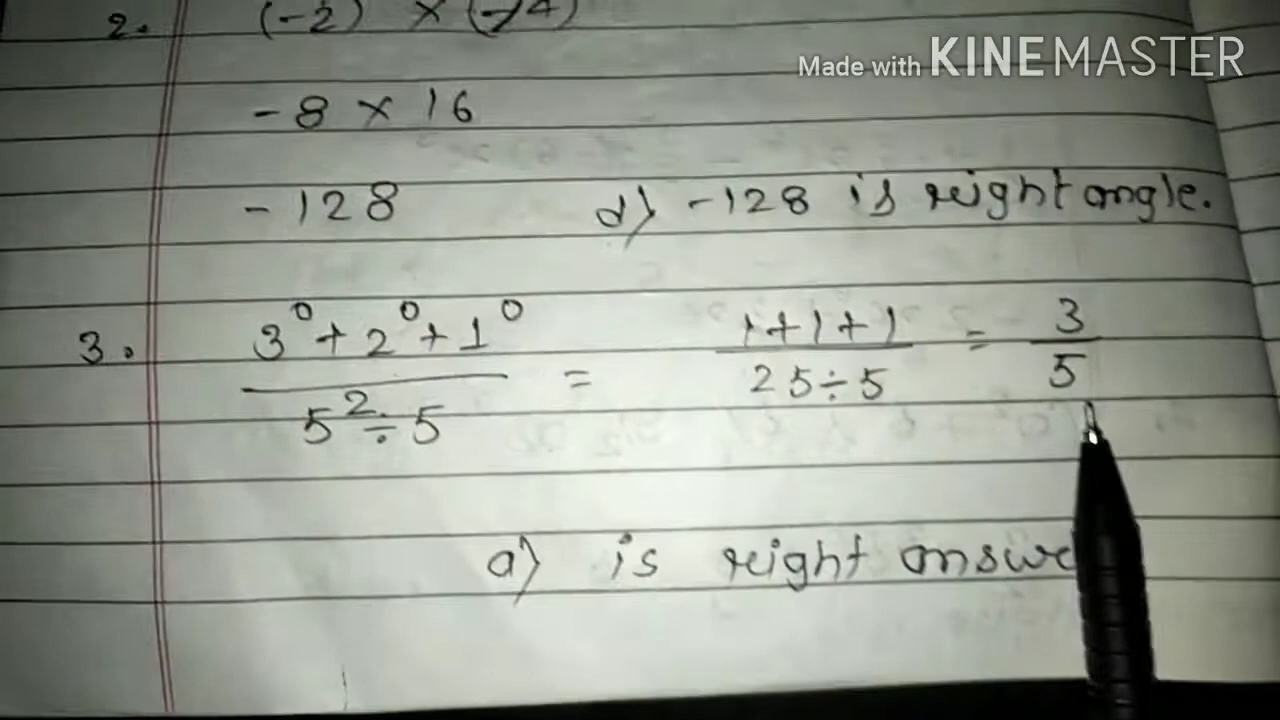 Made with KINEMASTER
2. (-2) × (-4)
-8 × 16
-128 d) -128 is right angle.
3. 3⁰ + 2⁰ + 1⁰ / 5² ÷ 5 = 1+1+1 / 25÷5 = 3/5
a) is right answe